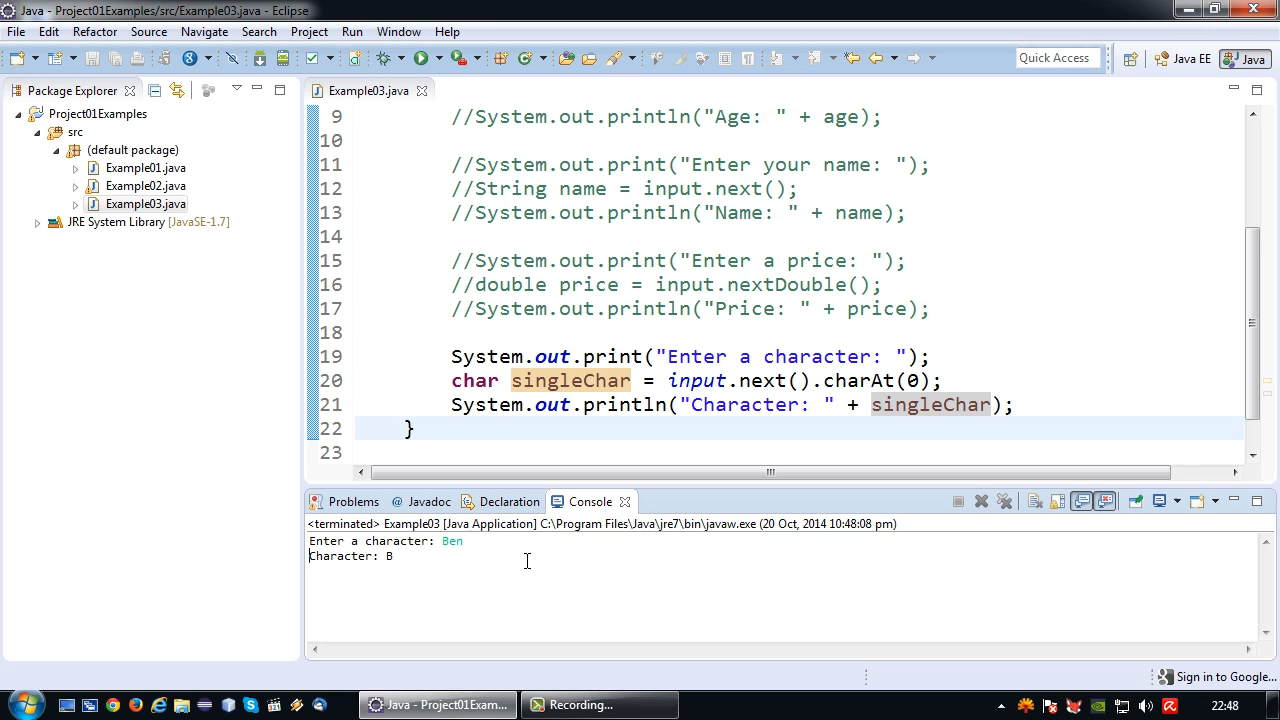 Java - Project01Examples/src/Example03.java - Eclipse
File Edit Refactor Source Navigate Search Project Run Window Help
Quick Access
Java EE
Java
Package Explorer
Example03.java
Project01Examples
src
(default package)
Example01.java
Example02.java
Example03.java
JRE System Library [JavaSE-1.7]
9 //System.out.println("Age: " + age);
10
11 //System.out.print("Enter your name: ");
12 //String name = input.next();
13 //System.out.println("Name: " + name);
14
15 //System.out.print("Enter a price: ");
16 //double price = input.nextDouble();
17 //System.out.println("Price: " + price);
18
19 System.out.print("Enter a character: ");
20 char singleChar = input.next().charAt(0);
21 System.out.println("Character: " + singleChar);
22 }
23
Problems @ Javadoc Declaration Console
<terminated> Example03 [Java Application] C:\Program Files\Java\jre7\bin\javaw.exe (20 Oct, 2014 10:48:08 pm)
Enter a character: Ben
Character: B
Sign in to Google...
Java - Project01Exam...
Recording...
22:48